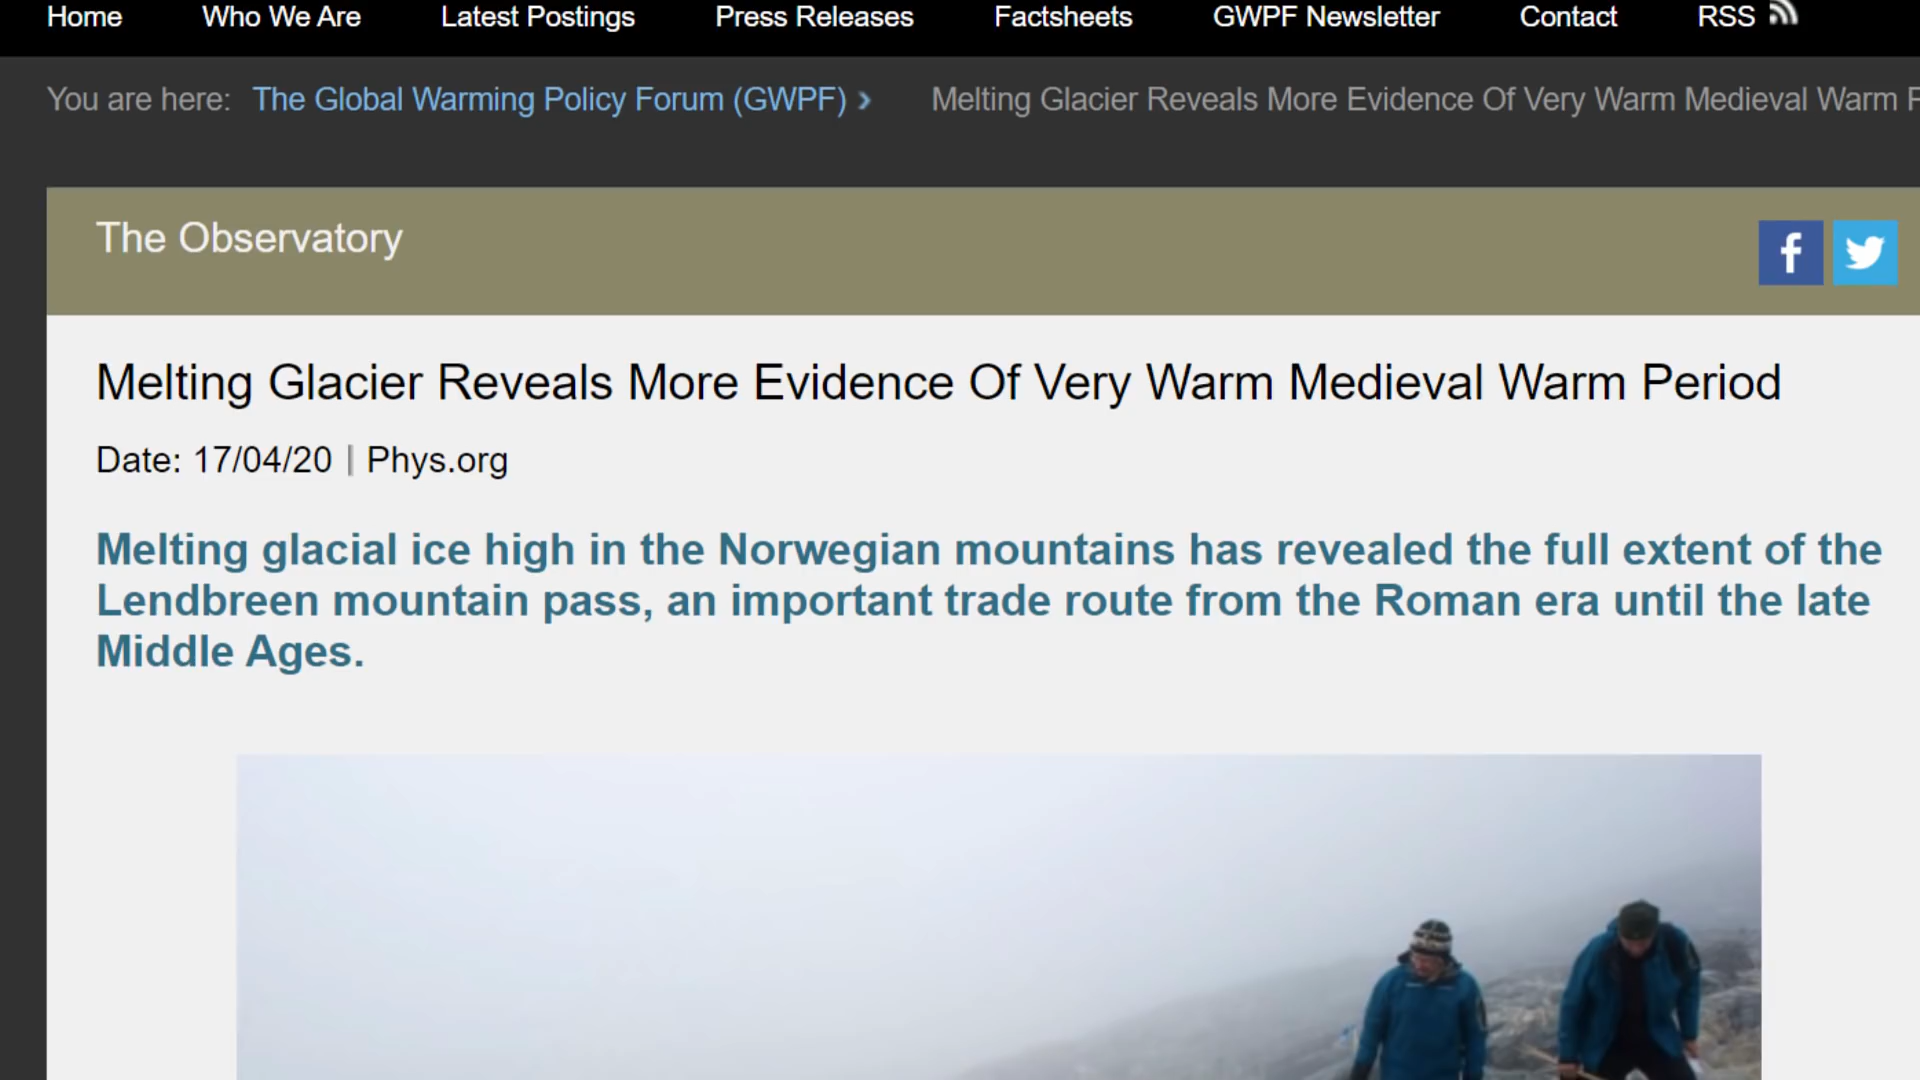 Home Who We Are Latest Postings Press Releases Factsheets GWPF Newsletter Contact RSS
You are here: The Global Warming Policy Forum (GWPF) › Melting Glacier Reveals More Evidence Of Very Warm Medieval Warm
The Observatory
Melting Glacier Reveals More Evidence Of Very Warm Medieval Warm Period
Date: 17/04/20 | Phys.org
Melting glacial ice high in the Norwegian mountains has revealed the full extent of the
Lendbreen mountain pass, an important trade route from the Roman era until the late
Middle Ages.